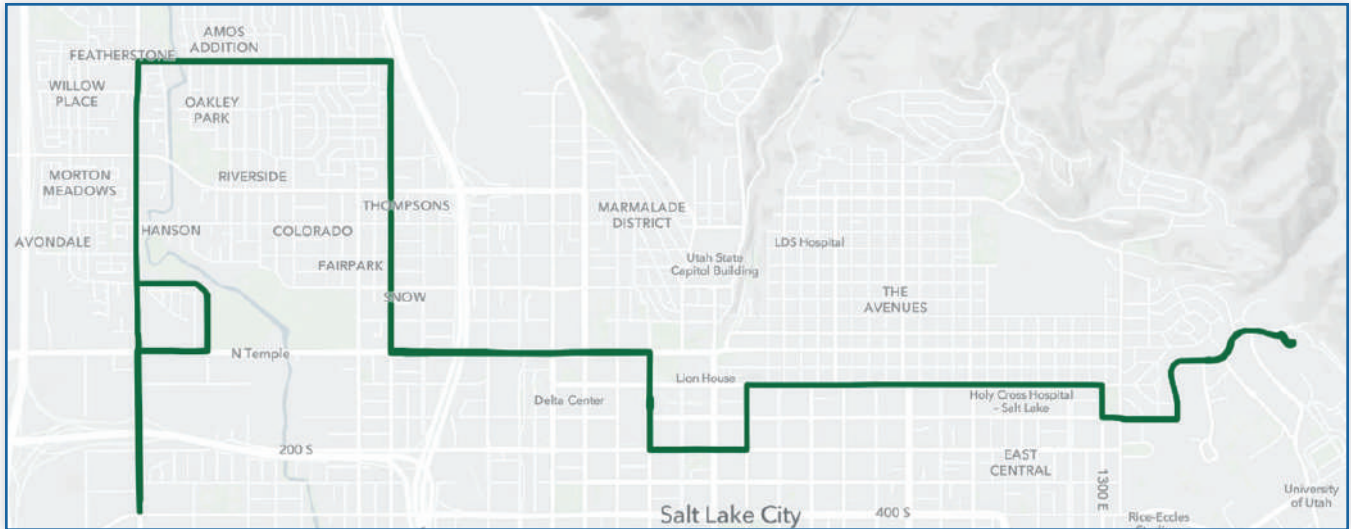 AMOS
ADDITION
FEATHERSTONE
WILLOW
PLACE
OAKLEY
PARK
MORTON
MEADOWS
RIVERSIDE
THOMPSONS
MARMALADE
DISTRICT
HANSON
COLORADO
AVONDALE
LDS Hospital
Utah State
Capitol Building
FAIRPARK
SNOW
THE
AVENUES
N Temple
Lion House
Delta Center
Holy Cross Hospital
- Salt Lake
200 S
EAST
CENTRAL
1300 E
University
of Utah
Salt Lake City
400 S
Rice-Eccles